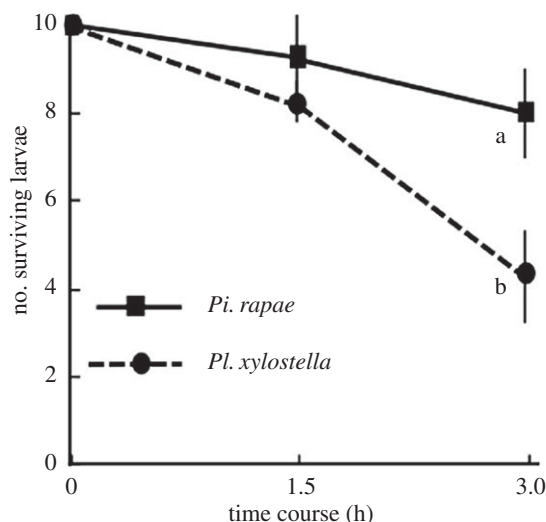 10
8
6
4
2
0
no. surviving larvae
a
b
Pi. rapae
Pl. xylostella
0 1.5 3.0
time course (h)